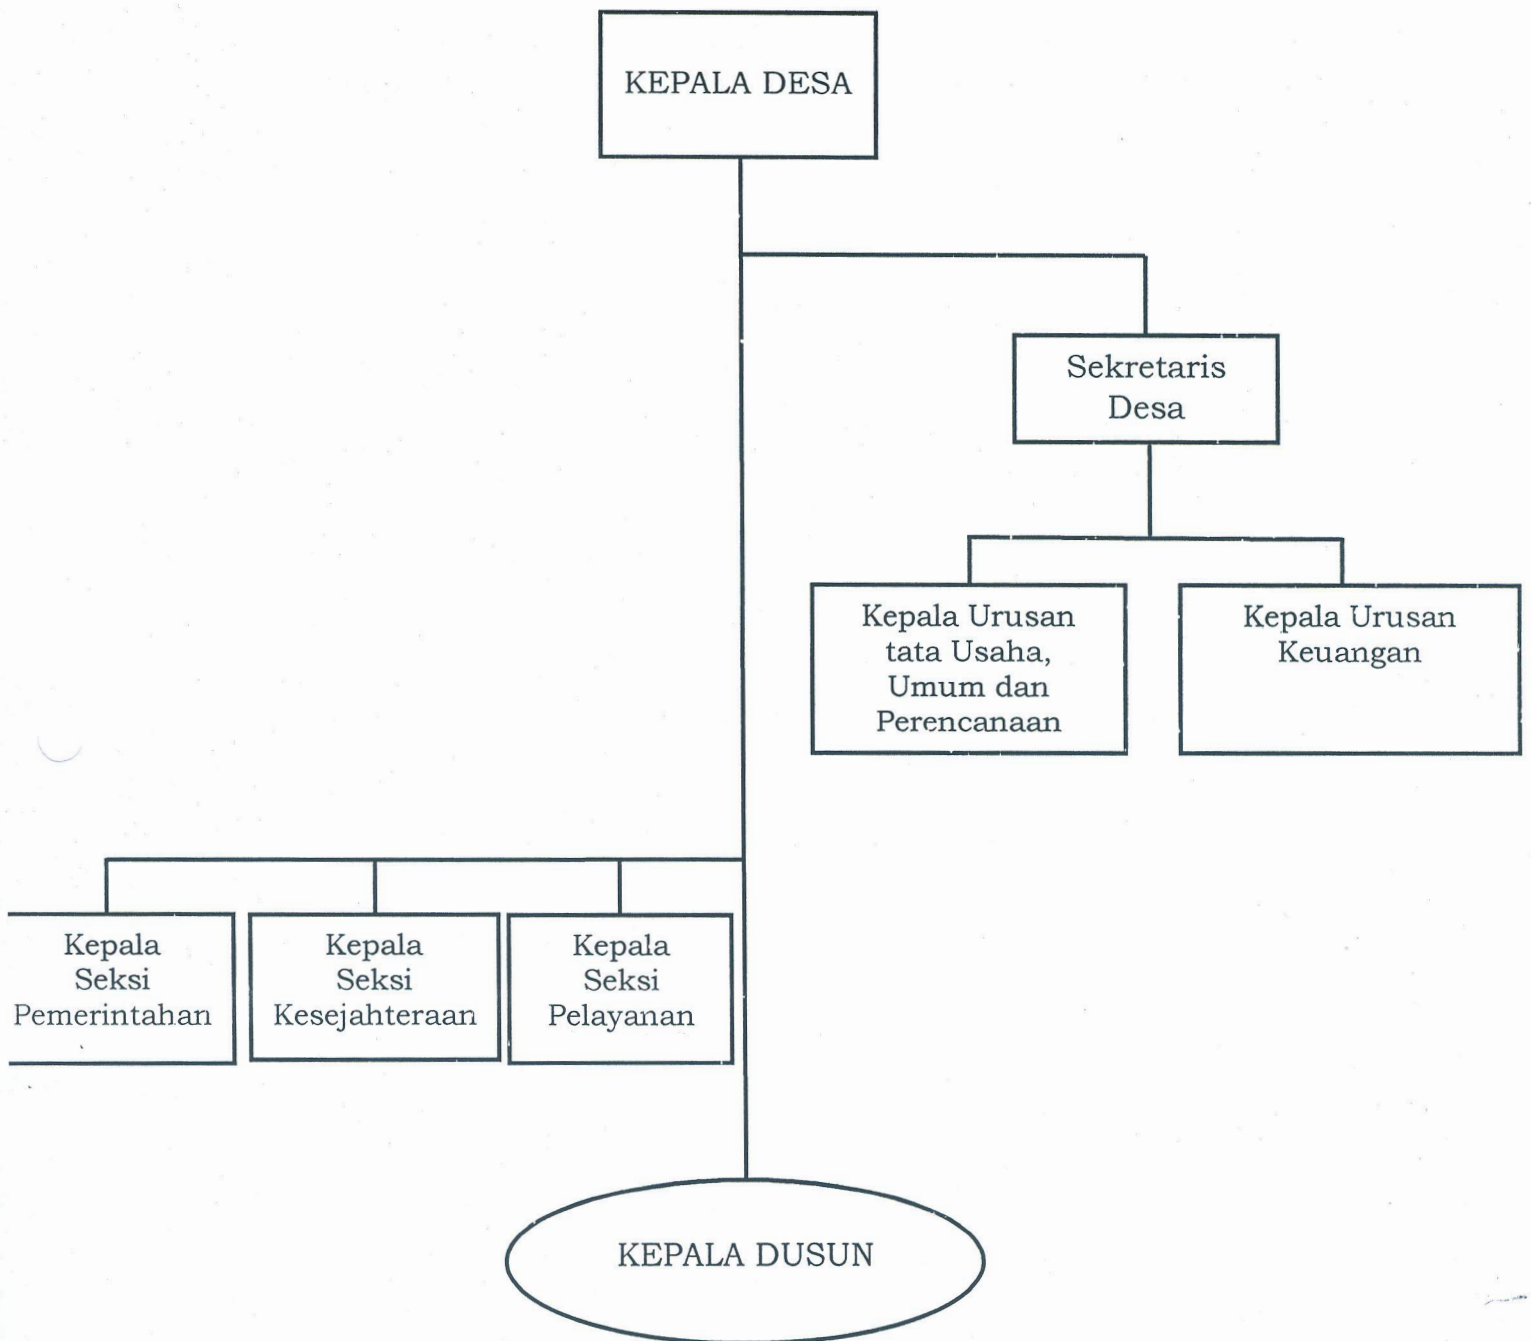 KEPALA DESA
Sekretaris
Desa
Kepala Urusan
tata Usaha,
Umum dan
Perencanaan
Kepala Urusan
Keuangan
Kepala
Seksi
Pemerintahan
Kepala
Seksi
Kesejahteraan
Kepala
Seksi
Pelayanan
KEPALA DUSUN